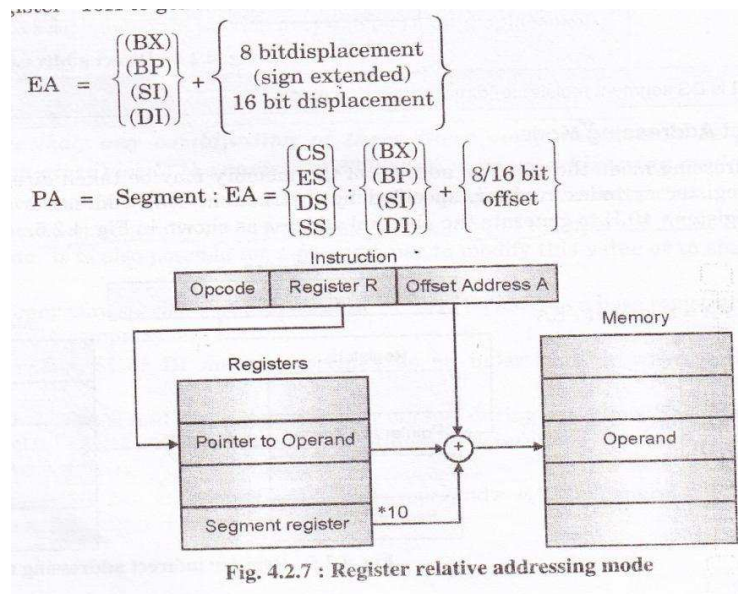 EA = { (BX) (BP) (SI) (DI) } + { 8 bitdisplacement (sign extended) 16 bit displacement }
PA = Segment : EA = { CS ES DS SS } : { (BX) (BP) (SI) (DI) } + { 8/16 bit offset }
Instruction
Opcode Register R Offset Address A
Memory
Registers
Pointer to Operand
+
Operand
Segment register
*10
Fig. 4.2.7 : Register relative addressing mode